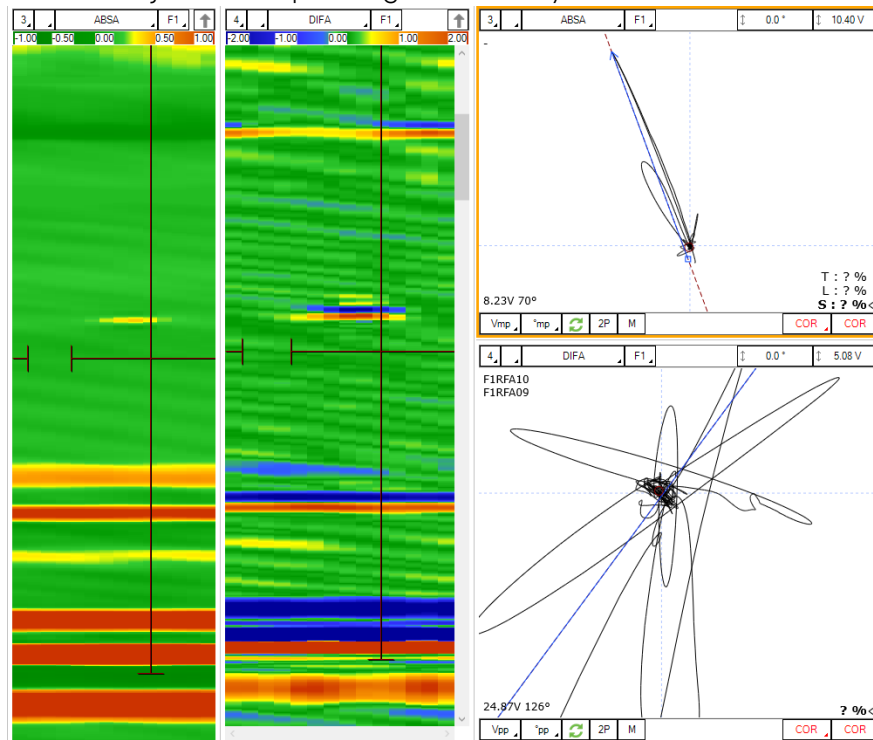 3 ABSA F1
-1.00 -0.50 0.00 0.50 1.00
4 DIFA F1
-2.00 -1.00 0.00 1.00 2.00
3 ABSA F1 0.0 ° 10.40 V
T : ? %
L : ? %
S : ? %<
8.23V 70°
Vmp °mp 2P M COR COR
4 DIFA F1 0.0 ° 5.08 V
F1RFA10
F1RFA09
24.87V 126°
? %<
Vpp °pp 2P M COR COR